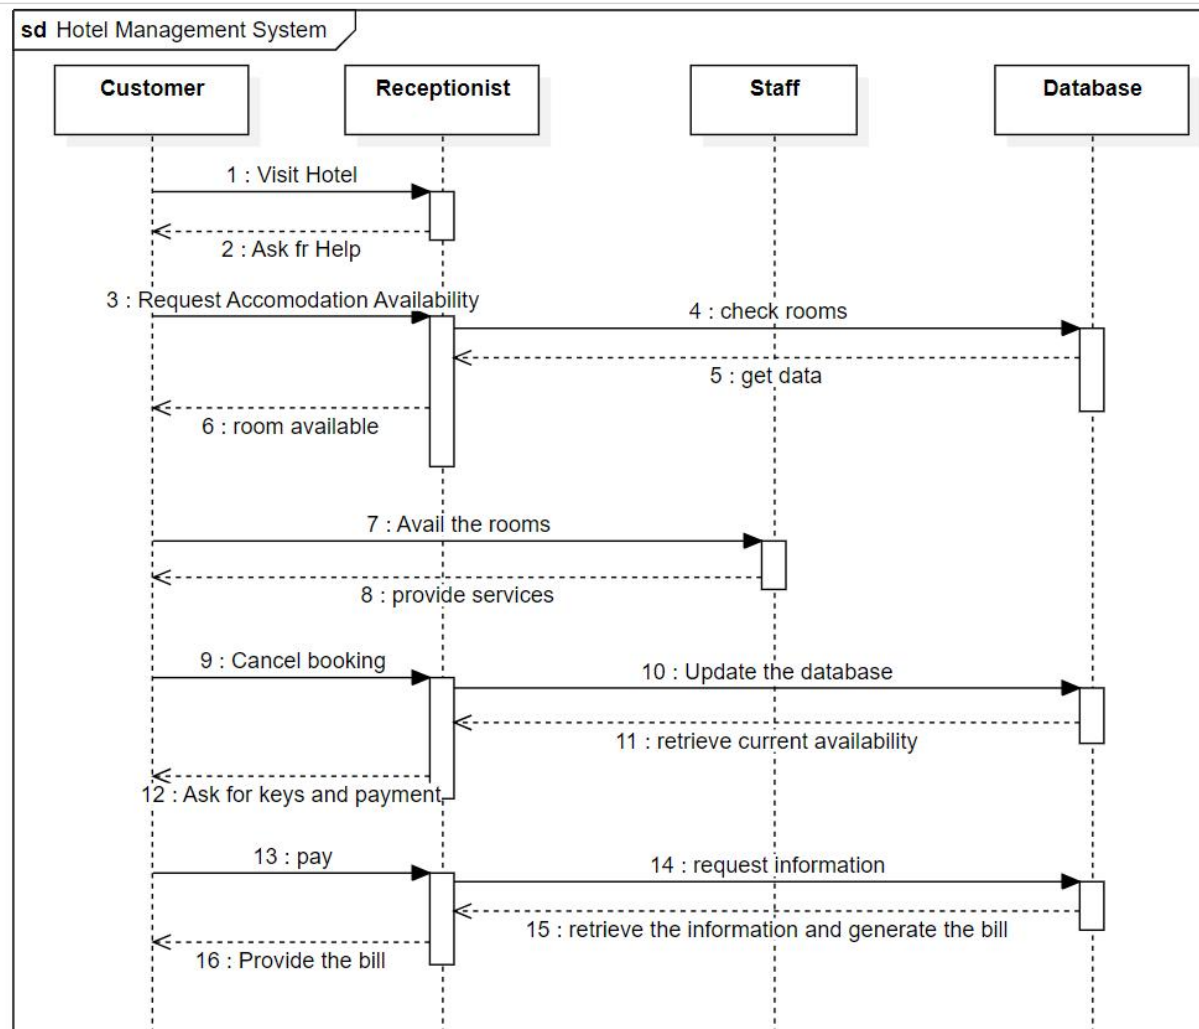 sd Hotel Management System
Customer
Receptionist
Staff
Database
1 : Visit Hotel
2 : Ask fr Help
3 : Request Accomodation Availability
4 : check rooms
5 : get data
6 : room available
7 : Avail the rooms
8 : provide services
9 : Cancel booking
10 : Update the database
11 : retrieve current availability
12 : Ask for keys and payment
13 : pay
14 : request information
15 : retrieve the information and generate the bill
16 : Provide the bill